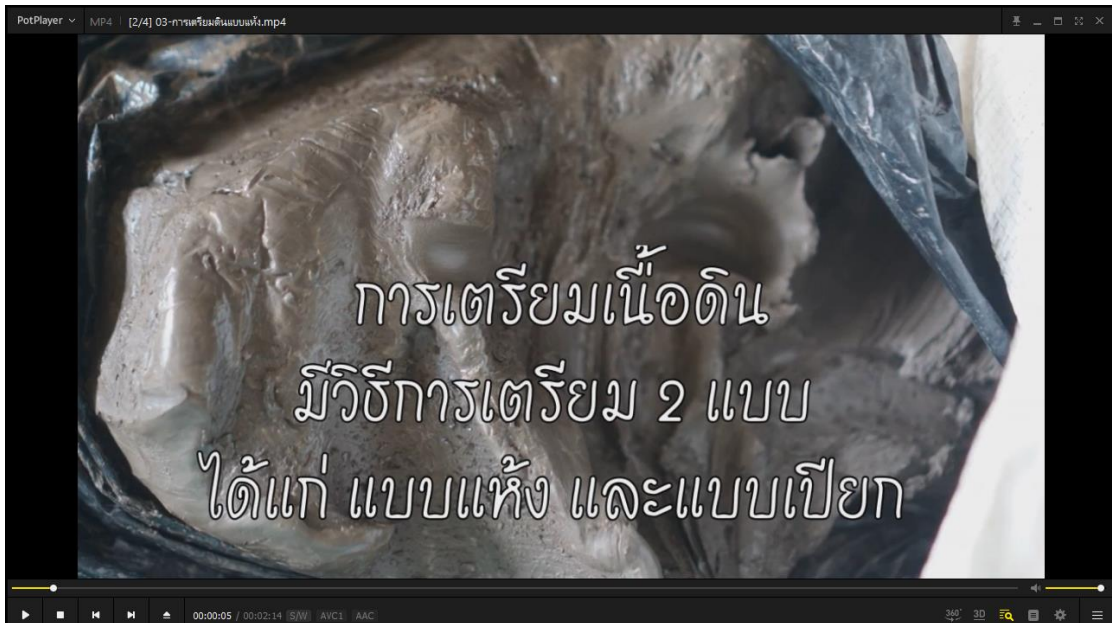 PotPlayer MP4 [2/4] 03-การเตรียมดินแบบแห้ง.mp4
การเตรียมเนื้อดิน
มีวิธีการเตรียม 2 แบบ
ได้แก่ แบบแห้ง และแบบเปียก
00:00:05 / 00:02:14 S/W AVC1 AAC 360° 3D